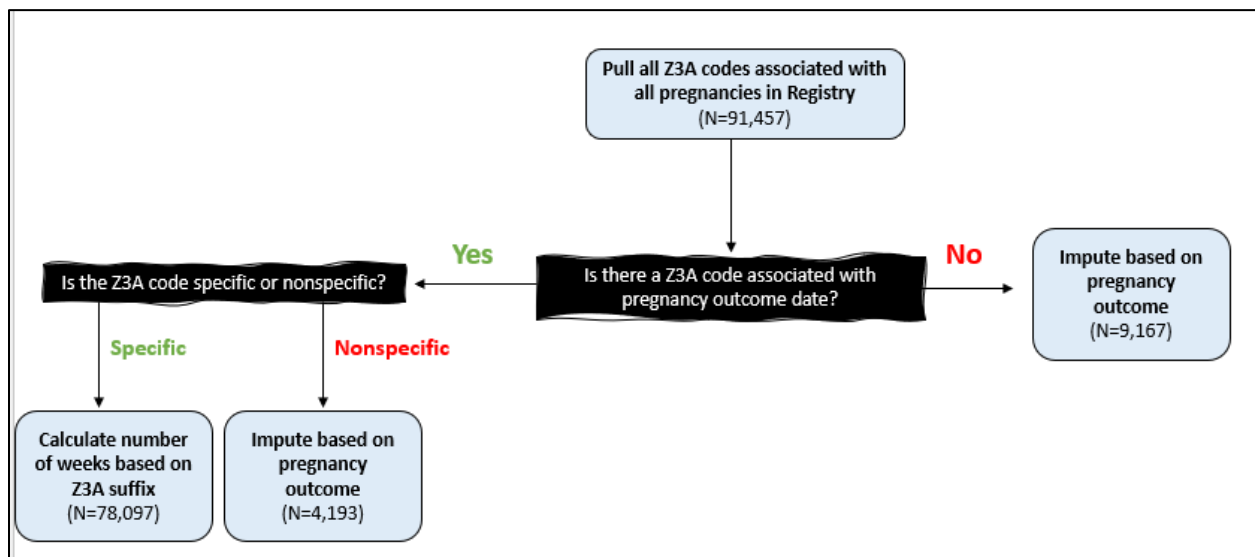 Pull all Z3A codes associated with
all pregnancies in Registry
(N=91,457)
Yes
No
Is the Z3A code specific or nonspecific?
Is there a Z3A code associated with
pregnancy outcome date?
Impute based on
pregnancy
outcome
(N=9,167)
Specific
Nonspecific
Calculate number
of weeks based on
Z3A suffix
(N=78,097)
Impute based on
pregnancy
outcome
(N=4,193)